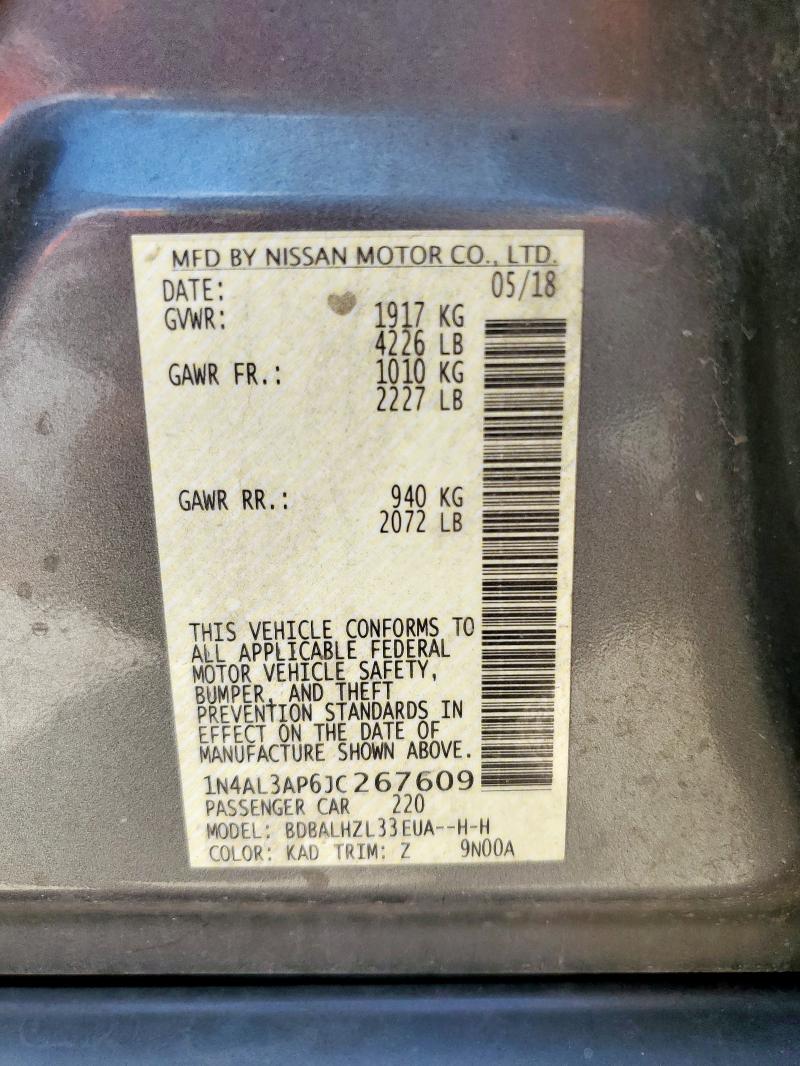 MFD BY NISSAN MOTOR CO., LTD.
DATE: 05/18
GVWR: 1917 KG
4226 LB
GAWR FR.: 1010 KG
2227 LB
GAWR RR.: 940 KG
2072 LB
THIS VEHICLE CONFORMS TO
ALL APPLICABLE FEDERAL
MOTOR VEHICLE SAFETY,
BUMPER, AND THEFT
PREVENTION STANDARDS IN
EFFECT ON THE DATE OF
MANUFACTURE SHOWN ABOVE.
1N4AL3AP6JC267609
PASSENGER CAR 220
MODEL: BDBALHZL33EUA--H-H
COLOR: KAD TRIM: Z 9N00A